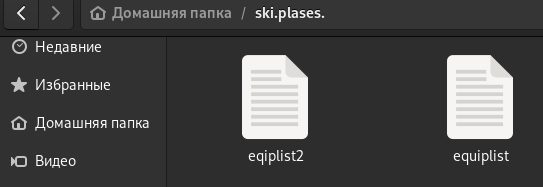 Домашняя папка / ski.plases.
Недавние
Избранные
Домашняя папка
Видео
eqiplist2
equiplist